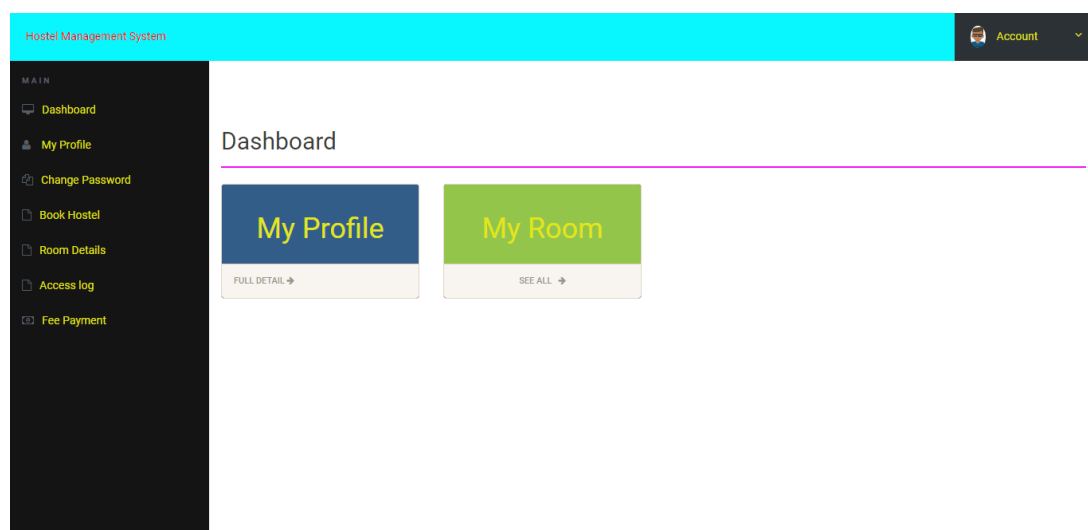 Hostel Management System
Account
MAIN
Dashboard
My Profile
Change Password
Book Hostel
Room Details
Access log
Fee Payment
Dashboard
My Profile
FULL DETAIL
My Room
SEE ALL